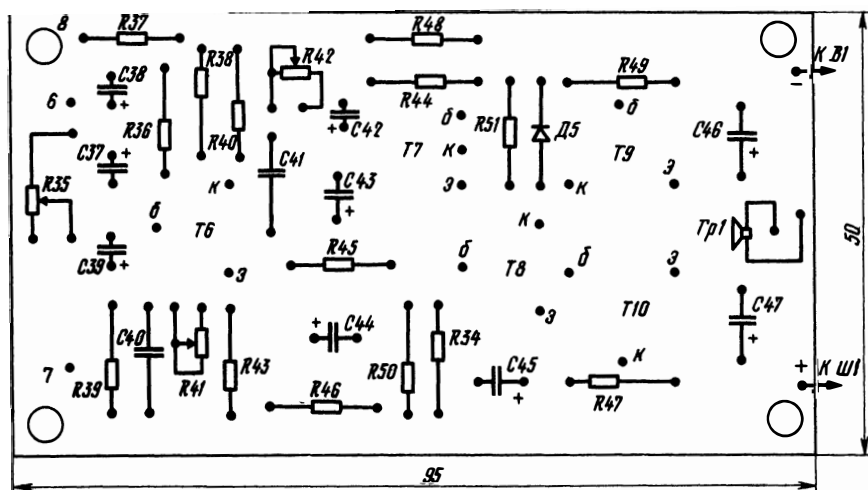 8
R37
R48
К В1
C38
R38
R42
R44
R49
б
R36
R40
C42
б
R51
Д5
б
C46
C37
C41
T7
к
T9
R35
к
C43
э
к
э
б
T6
к
Гр1
50
C39
э
R45
б
T8
б
э
C40
C44
э
T10
C47
R41
R34
7
R39
R43
R50
C45
к
К Ш1
R46
R47
95